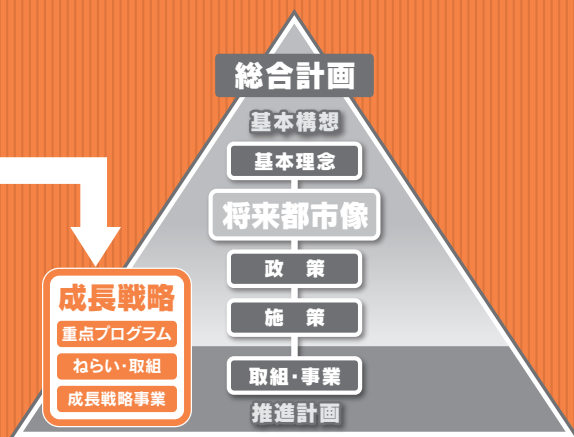 総合計画
基本構想
基本理念
将来都市像
政 策
施 策
取組・事業
推進計画
成長戦略
重点プログラム
ねらい・取組
成長戦略事業